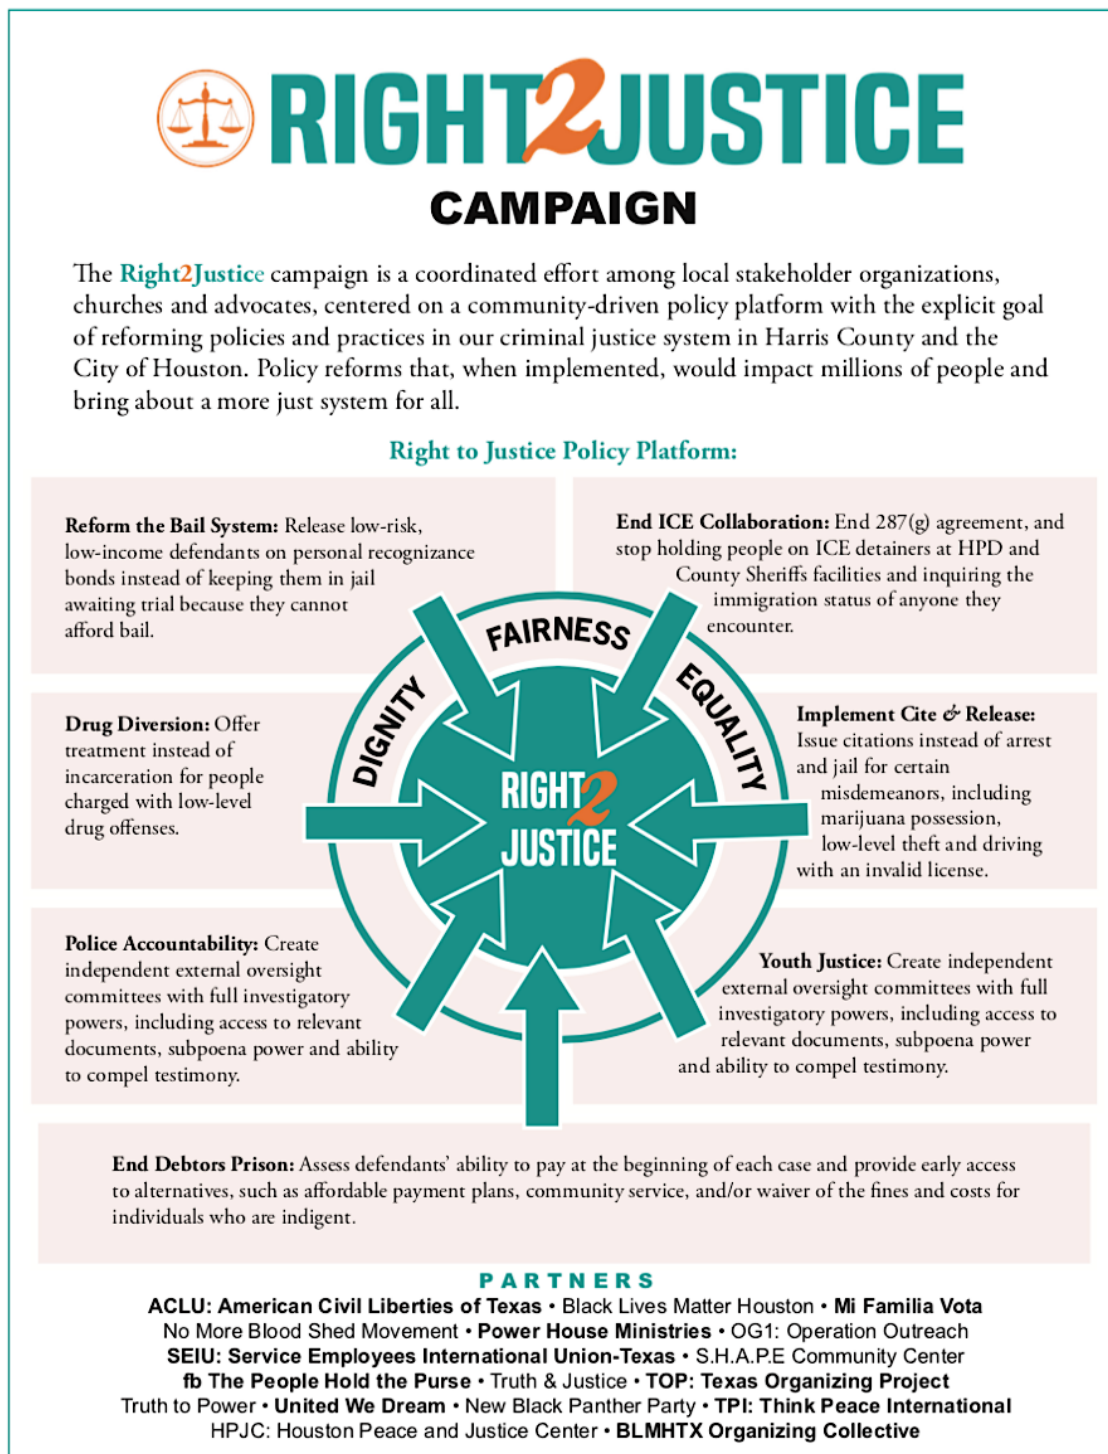 RIGHT2JUSTICE
CAMPAIGN
The Right2Justice campaign is a coordinated effort among local stakeholder organizations,
churches and advocates, centered on a community-driven policy platform with the explicit goal
of reforming policies and practices in our criminal justice system in Harris County and the
City of Houston. Policy reforms that, when implemented, would impact millions of people and
bring about a more just system for all.
Right to Justice Policy Platform:
Reform the Bail System: Release low-risk,
low-income defendants on personal recognizance
bonds instead of keeping them in jail
awaiting trial because they cannot
afford bail.
End ICE Collaboration: End 287(g) agreement, and
stop holding people on ICE detainers at HPD and
County Sheriffs facilities and inquiring the
immigration status of anyone they
encounter.
DIGNITY
FAIRNESS
EQUALITY
Drug Diversion: Offer
treatment instead of
incarceration for people
charged with low-level
drug offenses.
RIGHT2
JUSTICE
Implement Cite & Release:
Issue citations instead of arrest
and jail for certain
misdemeanors, including
marijuana possession,
low-level theft and driving
with an invalid license.
Police Accountability: Create
independent external oversight
committees with full investigatory
powers, including access to relevant
documents, subpoena power and ability
to compel testimony.
Youth Justice: Create independent
external oversight committees with full
investigatory powers, including access to
relevant documents, subpoena power
and ability to compel testimony.
End Debtors Prison: Assess defendants’ ability to pay at the beginning of each case and provide early access
to alternatives, such as affordable payment plans, community service, and/or waiver of the fines and costs for
individuals who are indigent.
PARTNERS
ACLU: American Civil Liberties of Texas • Black Lives Matter Houston • Mi Familia Vota
No More Blood Shed Movement • Power House Ministries • OG1: Operation Outreach
SEIU: Service Employees International Union-Texas • S.H.A.P.E Community Center
fb The People Hold the Purse • Truth & Justice • TOP: Texas Organizing Project
Truth to Power • United We Dream • New Black Panther Party • TPI: Think Peace International
HPJC: Houston Peace and Justice Center • BLMHTX Organizing Collective